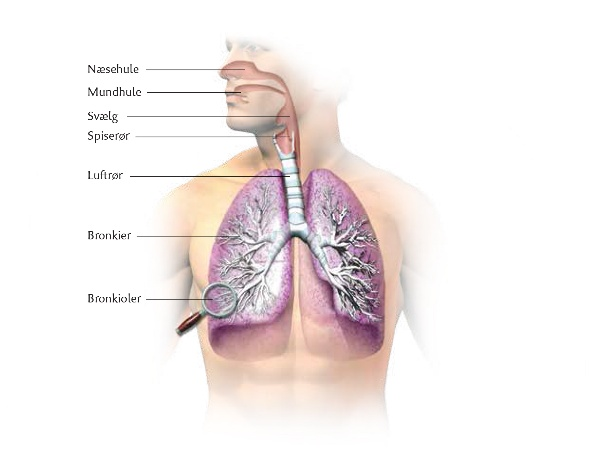 Næsehule
Mundhule
Svælg
Spiserør
Luftrør
Bronkier
Bronkioler